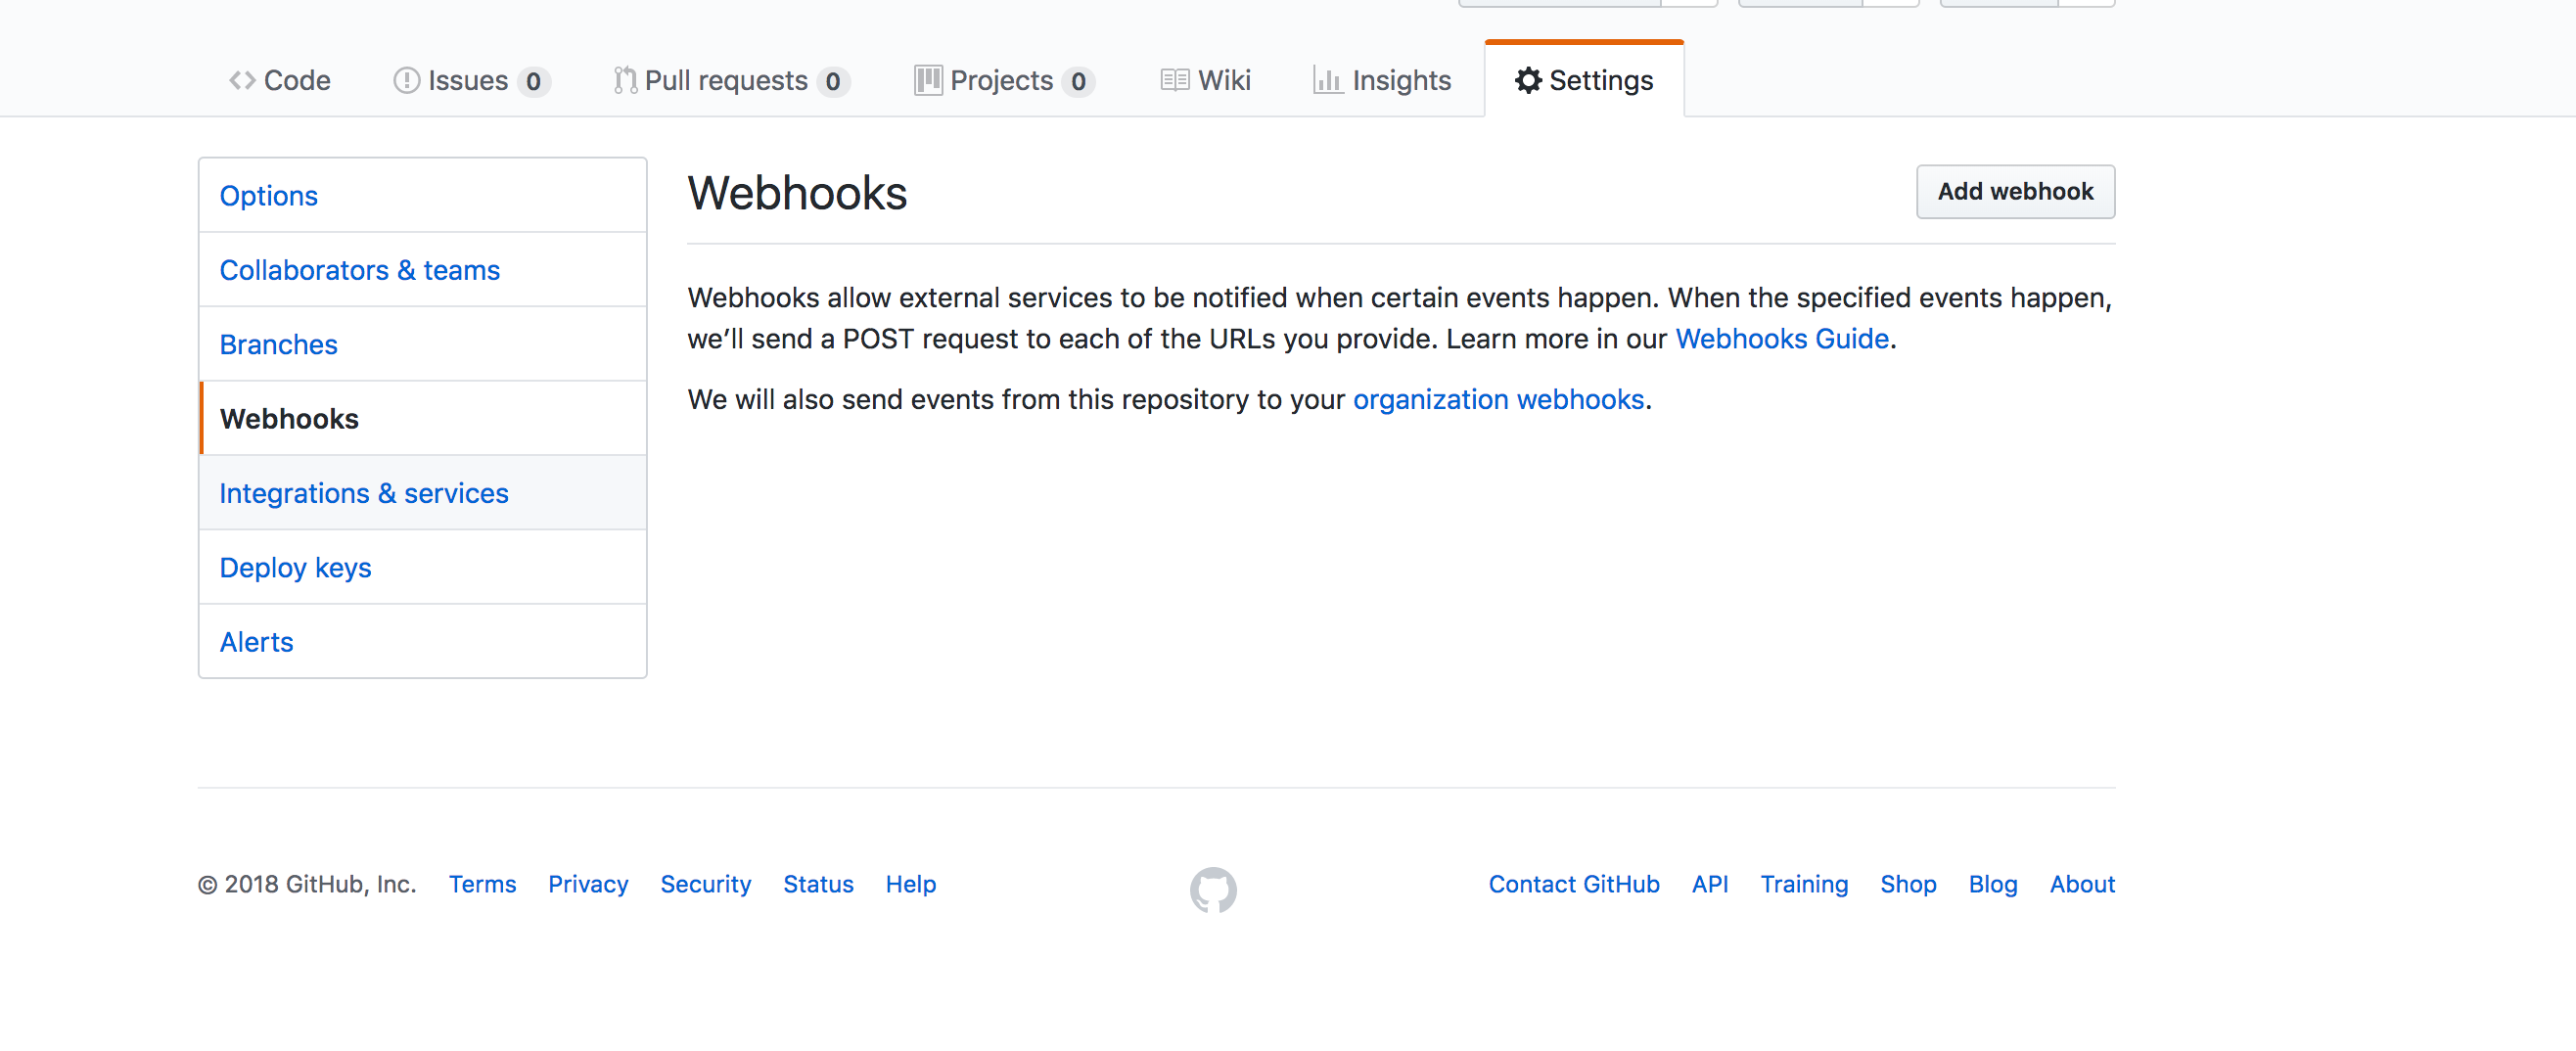 Code Issues 0 Pull requests 0 Projects 0 Wiki Insights Settings
Options
Collaborators & teams
Branches
Webhooks
Integrations & services
Deploy keys
Alerts
Webhooks
Add webhook
Webhooks allow external services to be notified when certain events happen. When the specified events happen,
we’ll send a POST request to each of the URLs you provide. Learn more in our Webhooks Guide.
We will also send events from this repository to your organization webhooks.
© 2018 GitHub, Inc. Terms Privacy Security Status Help
Contact GitHub API Training Shop Blog About